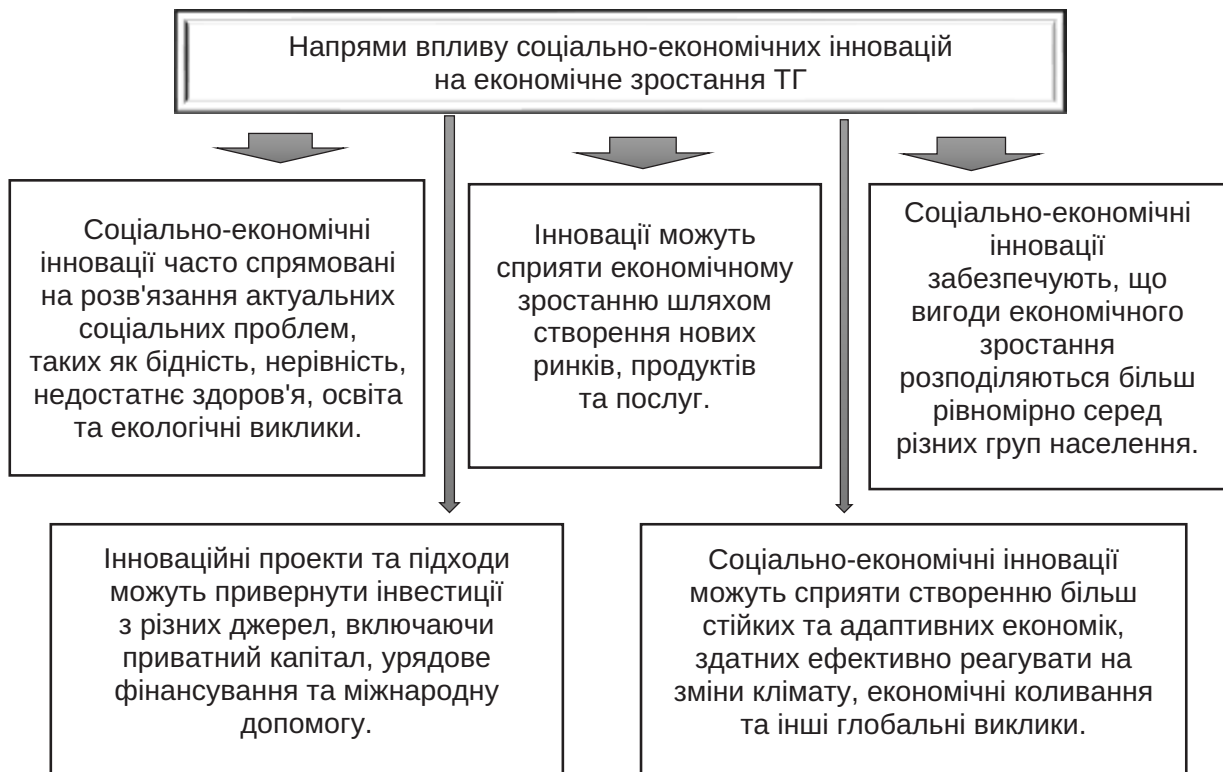 Напрями впливу соціально-економічних інновацій
на економічне зростання ТГ
Соціально-економічні
інновації часто спрямовані
на розв'язання актуальних
соціальних проблем,
таких як бідність, нерівність,
недостатнє здоров'я, освіта
та екологічні виклики.
Інновації можуть
сприяти економічному
зростанню шляхом
створення нових
ринків, продуктів
та послуг.
Соціально-економічні
інновації
забезпечують, що
вигоди економічного
зростання
розподіляються більш
рівномірно серед
різних груп населення.
Інноваційні проекти та підходи
можуть привернути інвестиції
з різних джерел, включаючи
приватний капітал, урядове
фінансування та міжнародну
допомогу.
Соціально-економічні інновації
можуть сприяти створенню більш
стійких та адаптивних економік,
здатних ефективно реагувати на
зміни клімату, економічні коливання
та інші глобальні виклики.